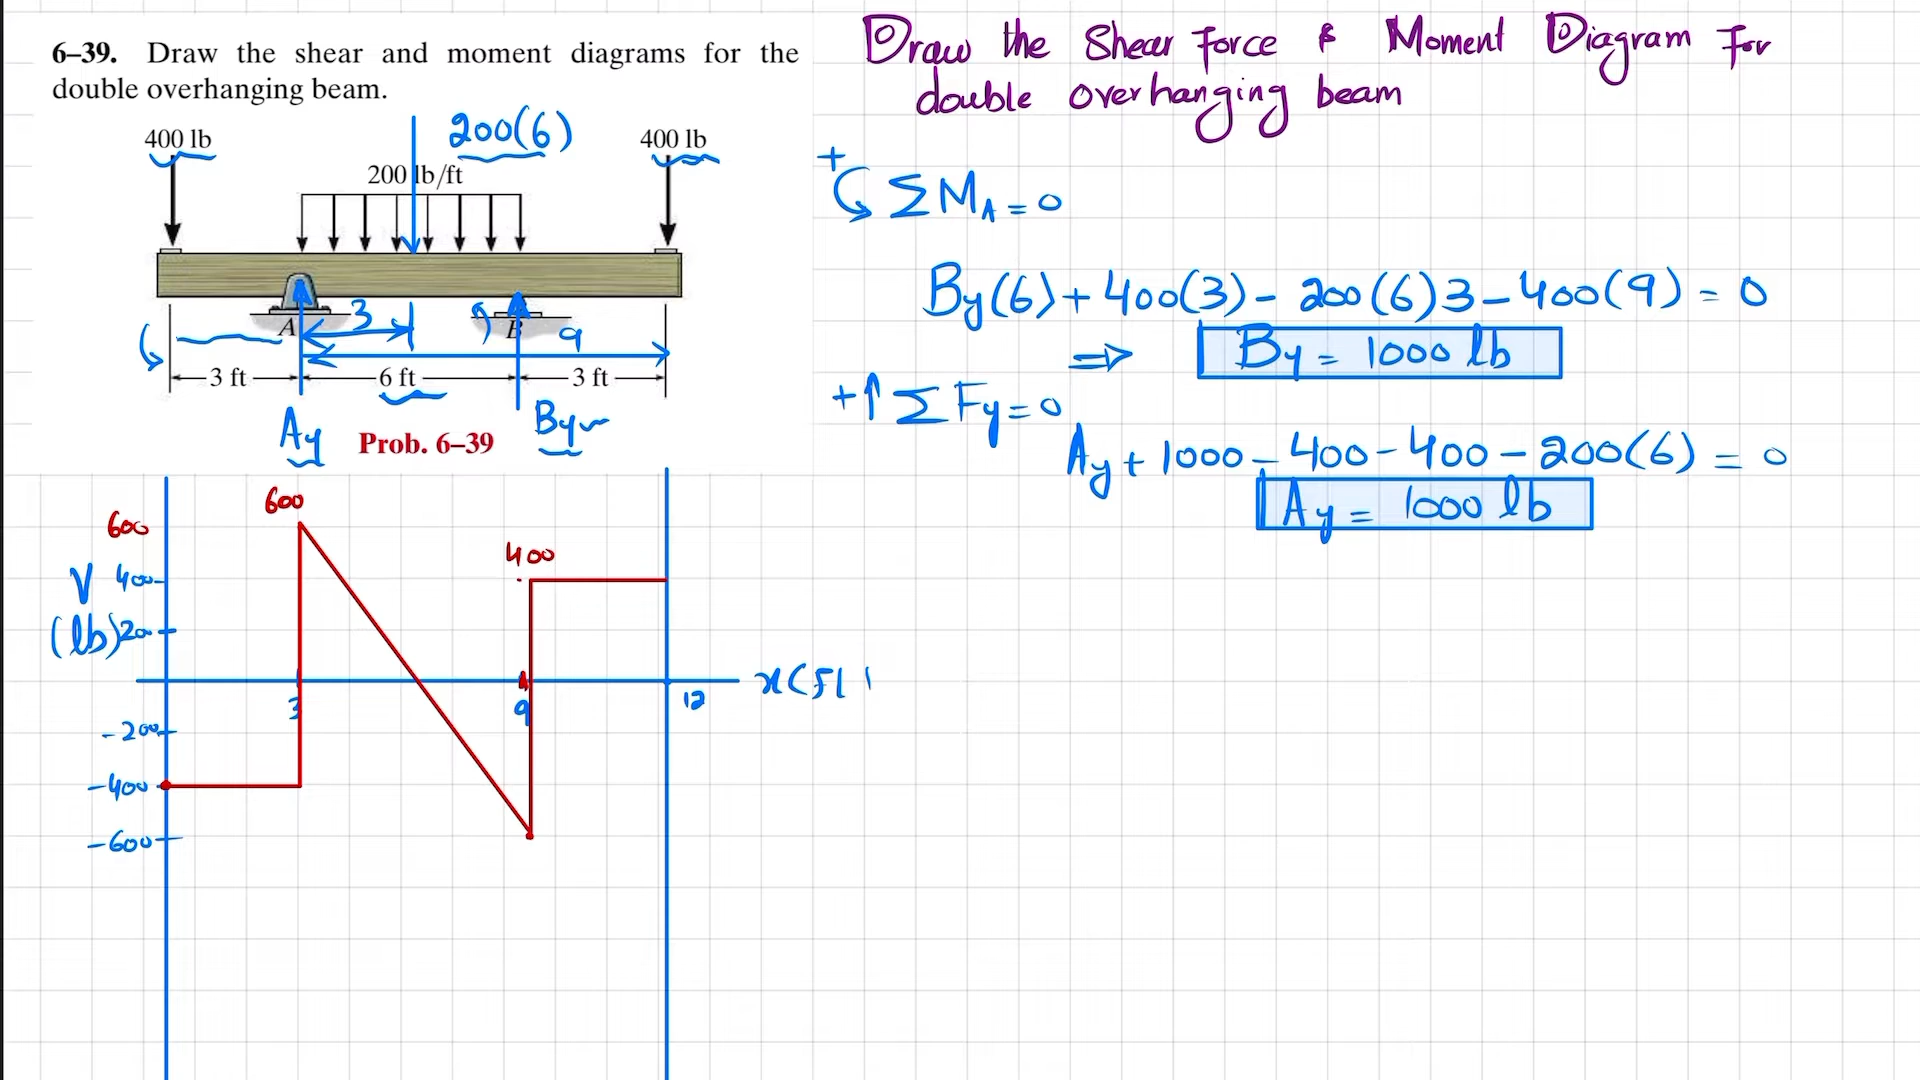 6–39. Draw the shear and moment diagrams for the
double overhanging beam.
400 lb
200(6)
400 lb
200 lb/ft
A
3
B
9
3 ft
6 ft
3 ft
Ay
By
Prob. 6–39
Draw the Shear Force & Moment Diagram For
double overhanging beam
+ ΣMA = 0
By(6) + 400(3) - 200(6)3 - 400(9) = 0
⇒ By = 1000 lb
+↑ ΣFy = 0
Ay + 1000 - 400 - 400 - 200(6) = 0
Ay = 1000 lb
600
600
400
V 400
(lb) 200
3
9
12
x(ft
-200
-400
-600